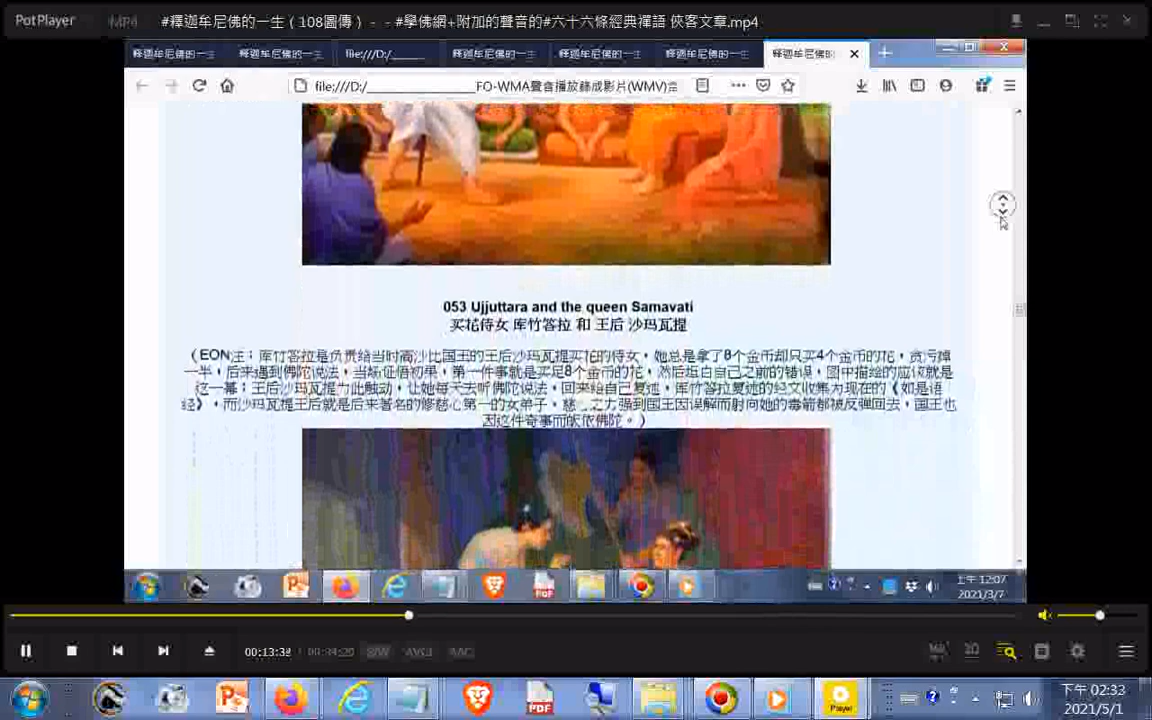 PotPlayer MP4 #釋迦牟尼佛的一生（108圖傳）- - #學佛網+附加的聲音的#六十六條經典禪語 俠客文章.mp4
釋迦牟尼佛的一生 釋迦牟尼佛的一生 file:///D:/______ 釋迦牟尼佛的一生 釋迦牟尼佛的一生 釋迦牟尼佛的一生 釋迦牟尼佛的
file:///D:/__________________FO-WMA聲音播放錄成影片(WMV)
053 Ujjuttara and the queen Samavati
买花侍女 库竹答拉 和 王后 沙玛瓦提
（EON注：库竹答拉是负责给当时高沙比国王的王后沙玛瓦提买花的侍女，她总是拿了8个金币却只买4个金币的花，贪污掉
一半，后来遇到佛陀说法，当场证悟初果，第一件事就是买足8个金币的花，然后坦白自己之前的错误，图中描绘的应该就是
这一幕；王后沙玛瓦提为此触动，让她每天去听佛陀说法，回来给自己复述，库竹答拉复述的经文收集为现在的《如是语
经》，而沙玛瓦提王后就是后来著名的修慈心第一的女弟子，慈心之力强到国王因误解而射向她的毒箭都被反弹回去，国王也
因这件奇事而皈依佛陀。）
上午 12:07
2021/3/7
00:13:38 00:34:20 S/W AVC1 AAC
3D
PDF
Player
下午 02:33
2021/5/1